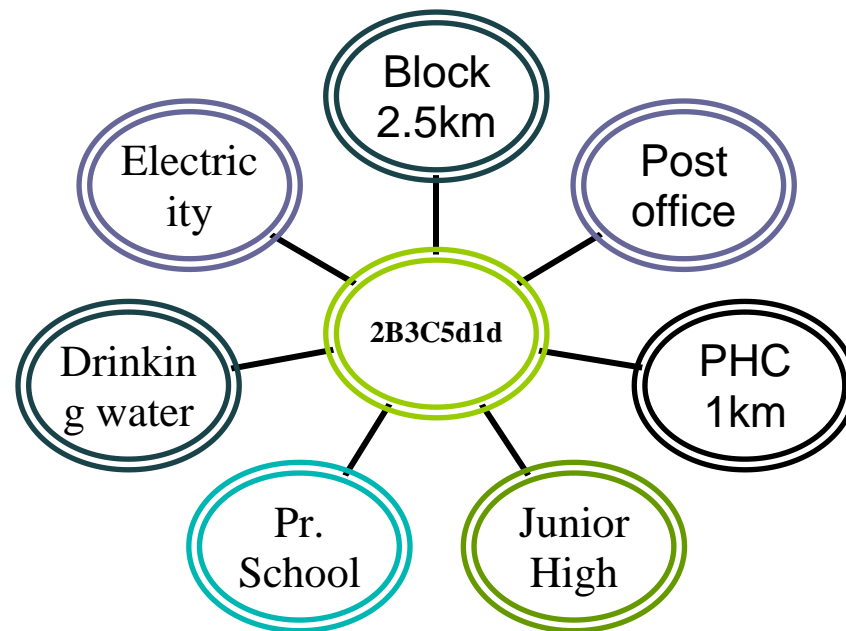 Block
2.5km
Electric
ity
Post
office
2B3C5d1d
Drinkin
g water
PHC
1km
Pr.
School
Junior
High